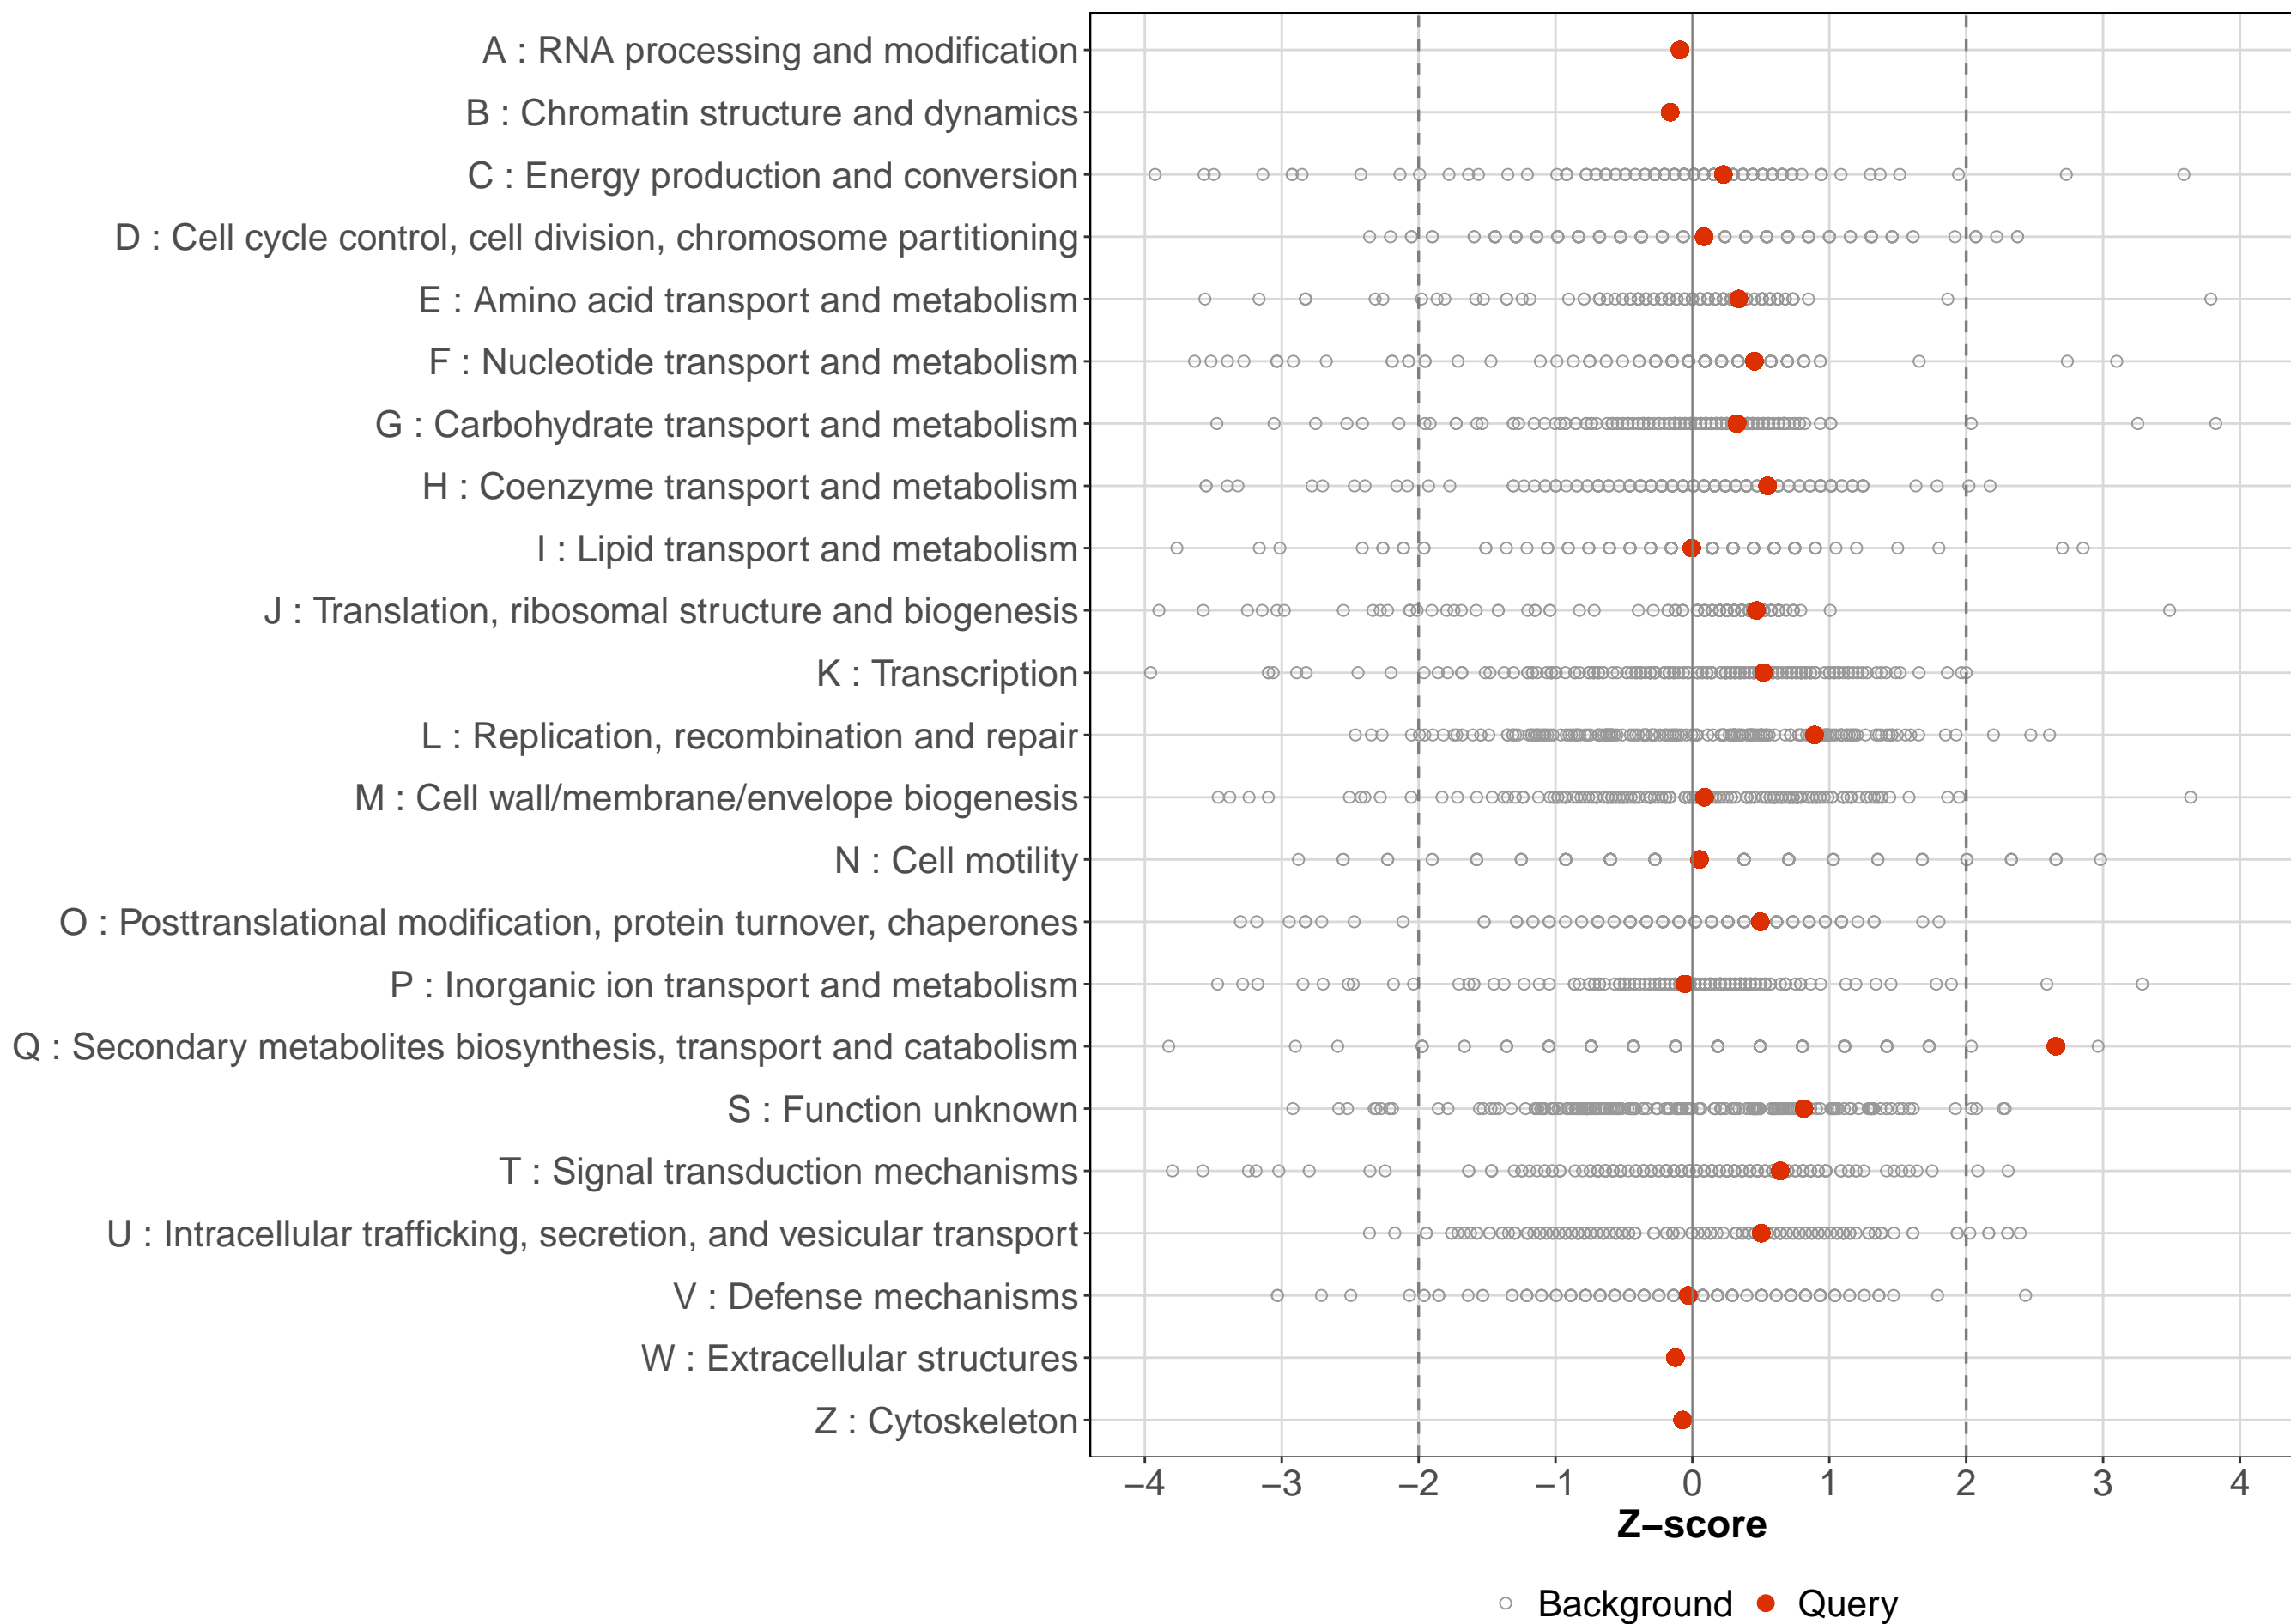 A : RNA processing and modification
B : Chromatin structure and dynamics
C : Energy production and conversion
D : Cell cycle control, cell division, chromosome partitioning
E : Amino acid transport and metabolism
F : Nucleotide transport and metabolism
G : Carbohydrate transport and metabolism
H : Coenzyme transport and metabolism
I : Lipid transport and metabolism
J : Translation, ribosomal structure and biogenesis
K : Transcription
L : Replication, recombination and repair
M : Cell wall/membrane/envelope biogenesis
N : Cell motility
O : Posttranslational modification, protein turnover, chaperones
P : Inorganic ion transport and metabolism
Q : Secondary metabolites biosynthesis, transport and catabolism
S : Function unknown
T : Signal transduction mechanisms
U : Intracellular trafficking, secretion, and vesicular transport
V : Defense mechanisms
W : Extracellular structures
Z : Cytoskeleton
−4 −3 −2 −1 0 1 2 3 4
Z−score
Background Query